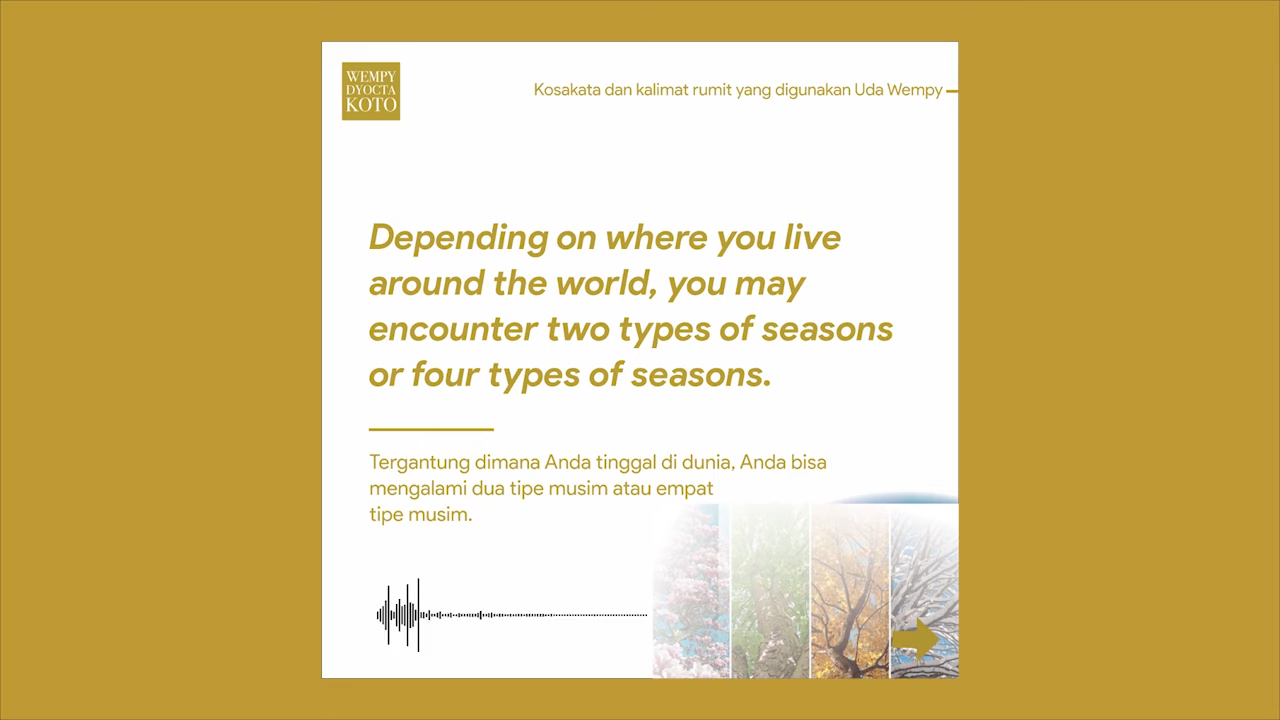 WEMPY
DYOCTA
KOTO
Kosakata dan kalimat rumit yang digunakan Uda Wempy
Depending on where you live
around the world, you may
encounter two types of seasons
or four types of seasons.
Tergantung dimana Anda tinggal di dunia, Anda bisa
mengalami dua tipe musim atau empat
tipe musim.